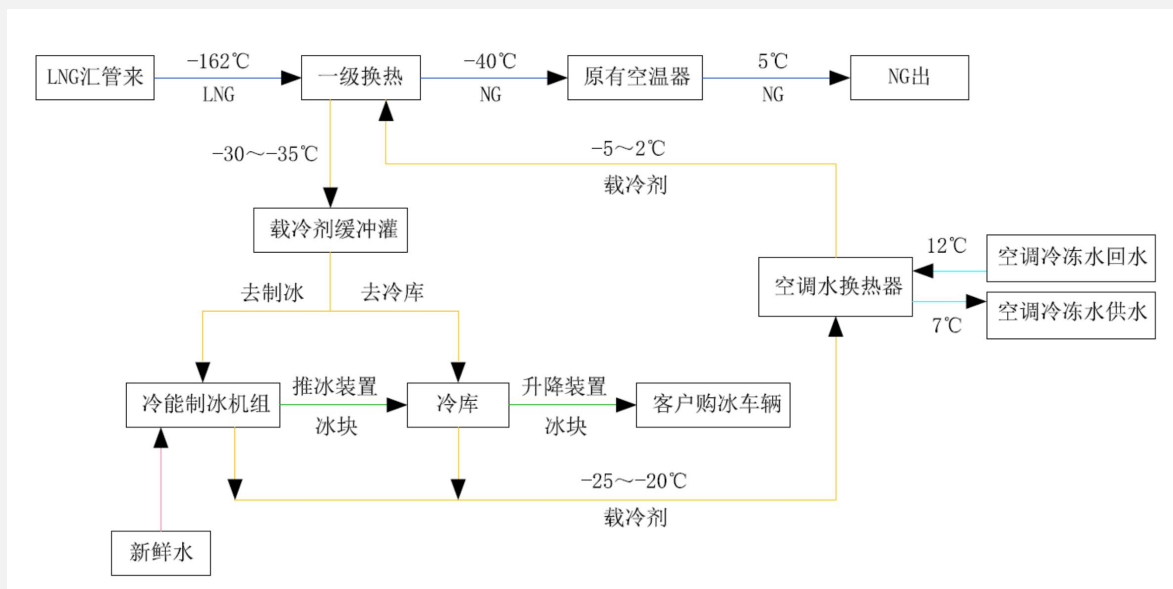 LNG汇管来
-162℃
LNG
一级换热
-40℃
NG
原有空温器
5℃
NG
NG出
-30～-35℃
-5～2℃
载冷剂
载冷剂缓冲灌
去制冰
去冷库
空调水换热器
12℃
7℃
空调冷冻水回水
空调冷冻水供水
冷能制冰机组
推冰装置
冰块
冷库
升降装置
冰块
客户购冰车辆
-25～-20℃
载冷剂
新鲜水